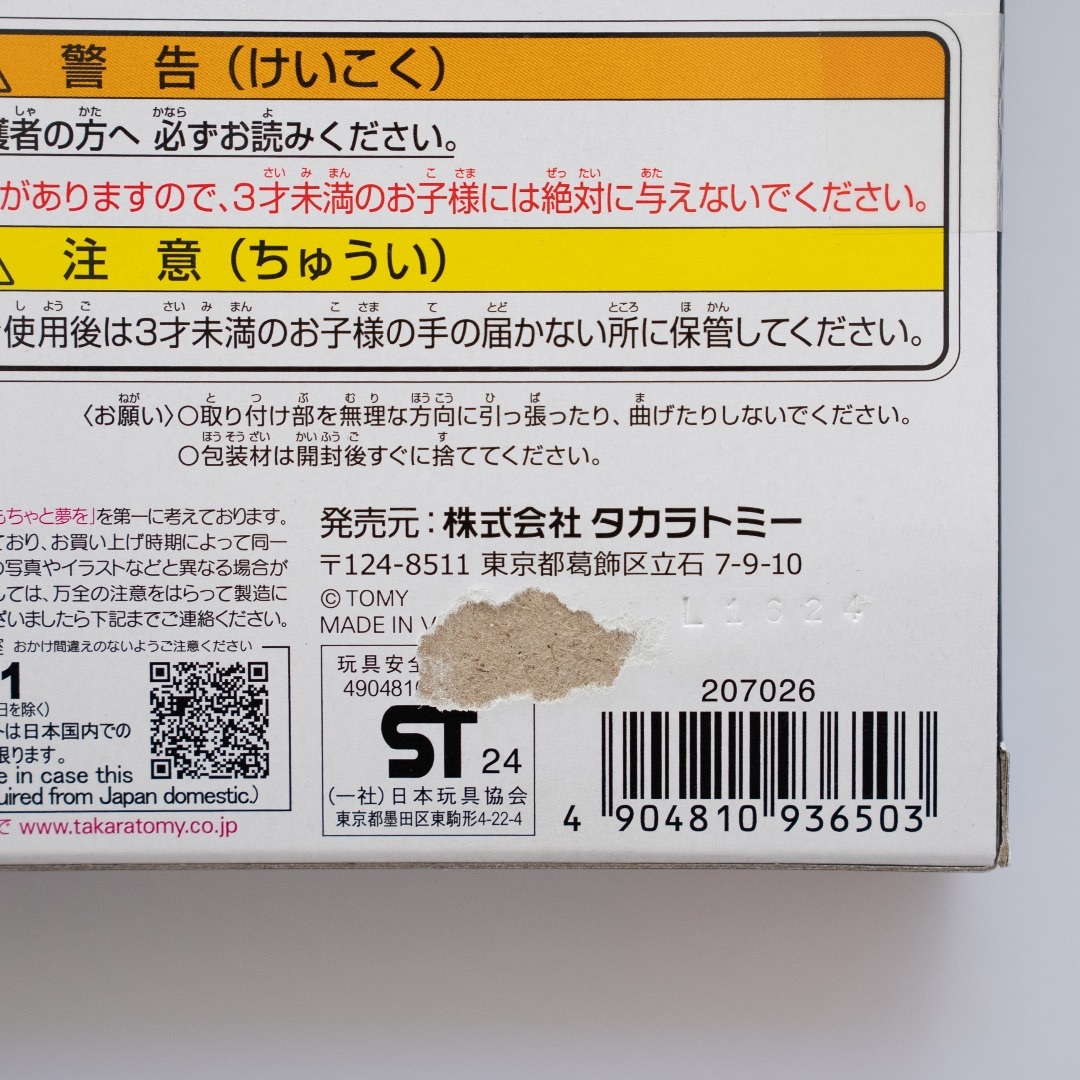 警告(けいこく)
者の方へ 必ずお読みください。
がありますので、3才未満のお子様には絶対に与えないでください。
注意(ちゅうい)
使用後は3才未満のお子様の手の届かない所に保管してください。
〈お願い〉○取り付け部を無理な方向に引っ張ったり、曲げたりしないでください。
○包装材は開封後すぐに捨ててください。
ちゃと夢を」を第一に考えております。
ており、お買い上げ時期によって同一
写真やイラストなどと異なる場合が
しては、万全の注意をはらって製造に
ざいましたら下記までご連絡ください。
おかけ間違えのないようご注意ください
1
日を除く)
トは日本国内での
限ります。
e in case this
uired from Japan domestic.)
で www.takaratomy.co.jp
発売元:株式会社 タカラトミー
〒124-8511 東京都葛飾区立石 7-9-10
© TOMY
MADE IN
L1624
玩具安全
490481
ST 24
(一社)日本玩具協会
東京都墨田区東駒形4-22-4
207026
4 904810 936503